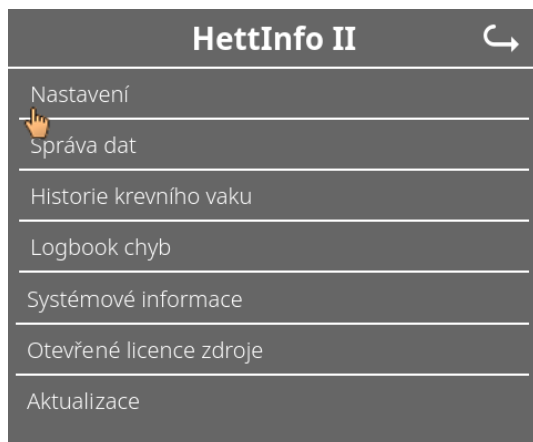 HettInfo II
Nastavení
Správa dat
Historie krevního vaku
Logbook chyb
Systémové informace
Otevřené licence zdroje
Aktualizace